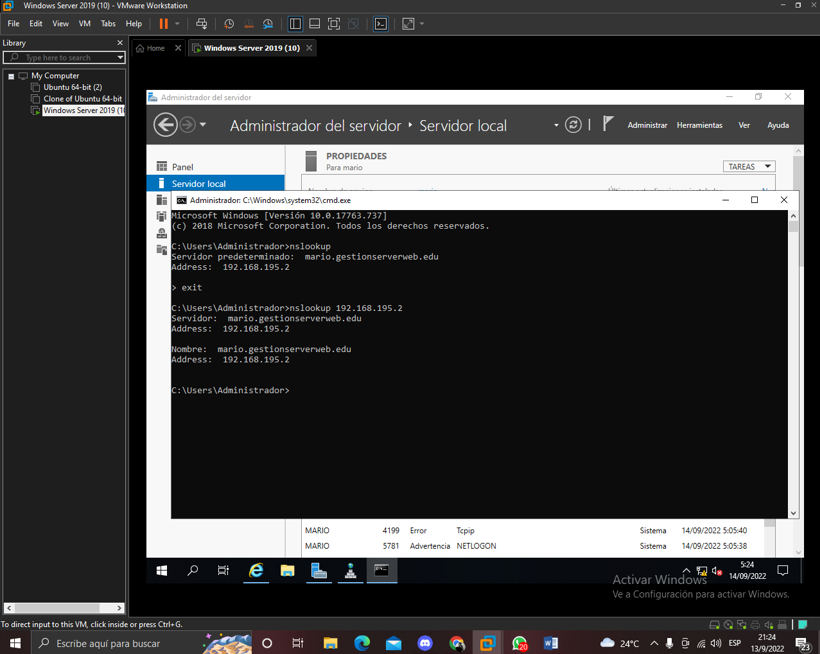 Windows Server 2019 (10) - VMware Workstation
File Edit View VM Tabs Help
Library
Type here to search
My Computer
Ubuntu 64-bit (2)
Clone of Ubuntu 64-bit
Windows Server 2019 (1
Home
Windows Server 2019 (10)
Administrador del servidor
Administrador del servidor Servidor local
Administrar Herramientas Ver Ayuda
Panel
Servidor local
PROPIEDADES
Para mario
TAREAS
Administrador: C:\Windows\system32\cmd.exe
Microsoft Windows [Versión 10.0.17763.737]
(c) 2018 Microsoft Corporation. Todos los derechos reservados.
C:\Users\Administrador>nslookup
Servidor predeterminado:  mario.gestionserverweb.edu
Address:  192.168.195.2
> exit
C:\Users\Administrador>nslookup 192.168.195.2
Servidor:  mario.gestionserverweb.edu
Address:  192.168.195.2
Nombre:  mario.gestionserverweb.edu
Address:  192.168.195.2
C:\Users\Administrador>
MARIO 4199 Error Tcpip Sistema 14/09/2022 5:05:40
MARIO 5781 Advertencia NETLOGON Sistema 14/09/2022 5:05:38
5:24
14/09/2022
Activar Windows
Ve a Configuración para activar Windows.
To direct input to this VM, click inside or press Ctrl+G.
Escribe aquí para buscar
20
24°C
ESP
21:24
13/9/2022
23